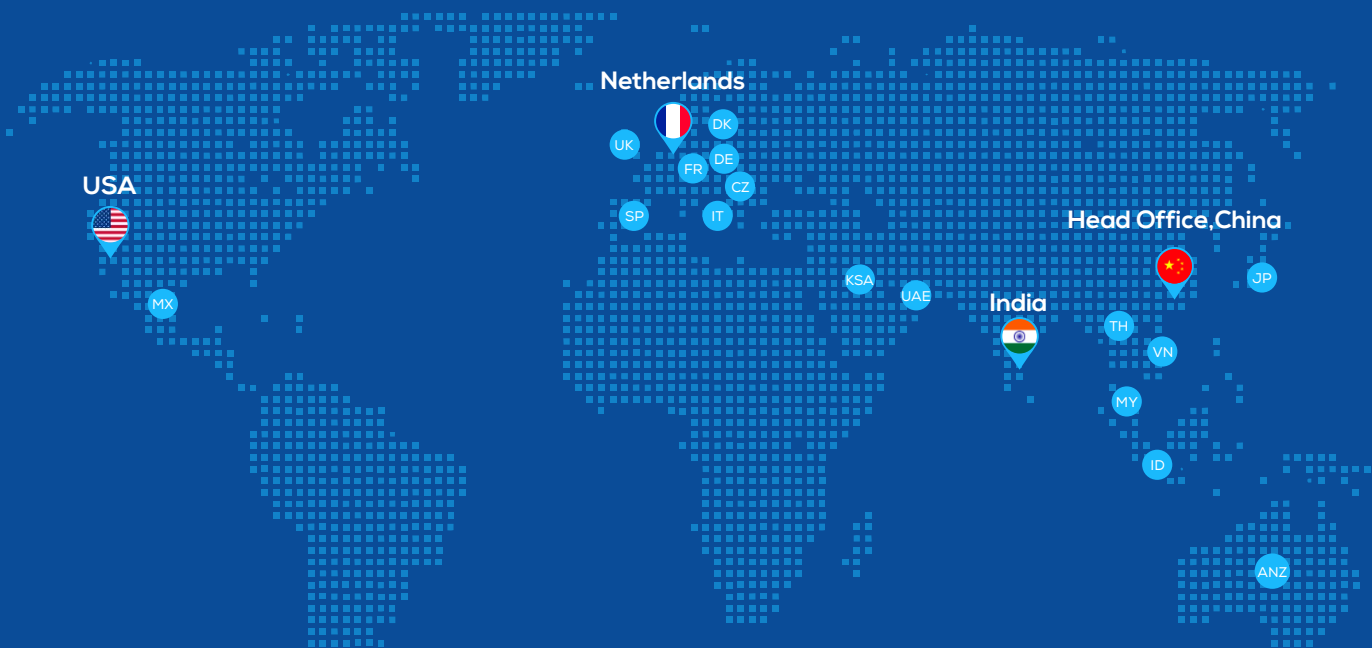 Netherlands
DK
UK
DE
FR
USA
CZ
SP
IT
Head Office,China
KSA
JP
UAE
India
MX
TH
VN
MY
ID
ANZ